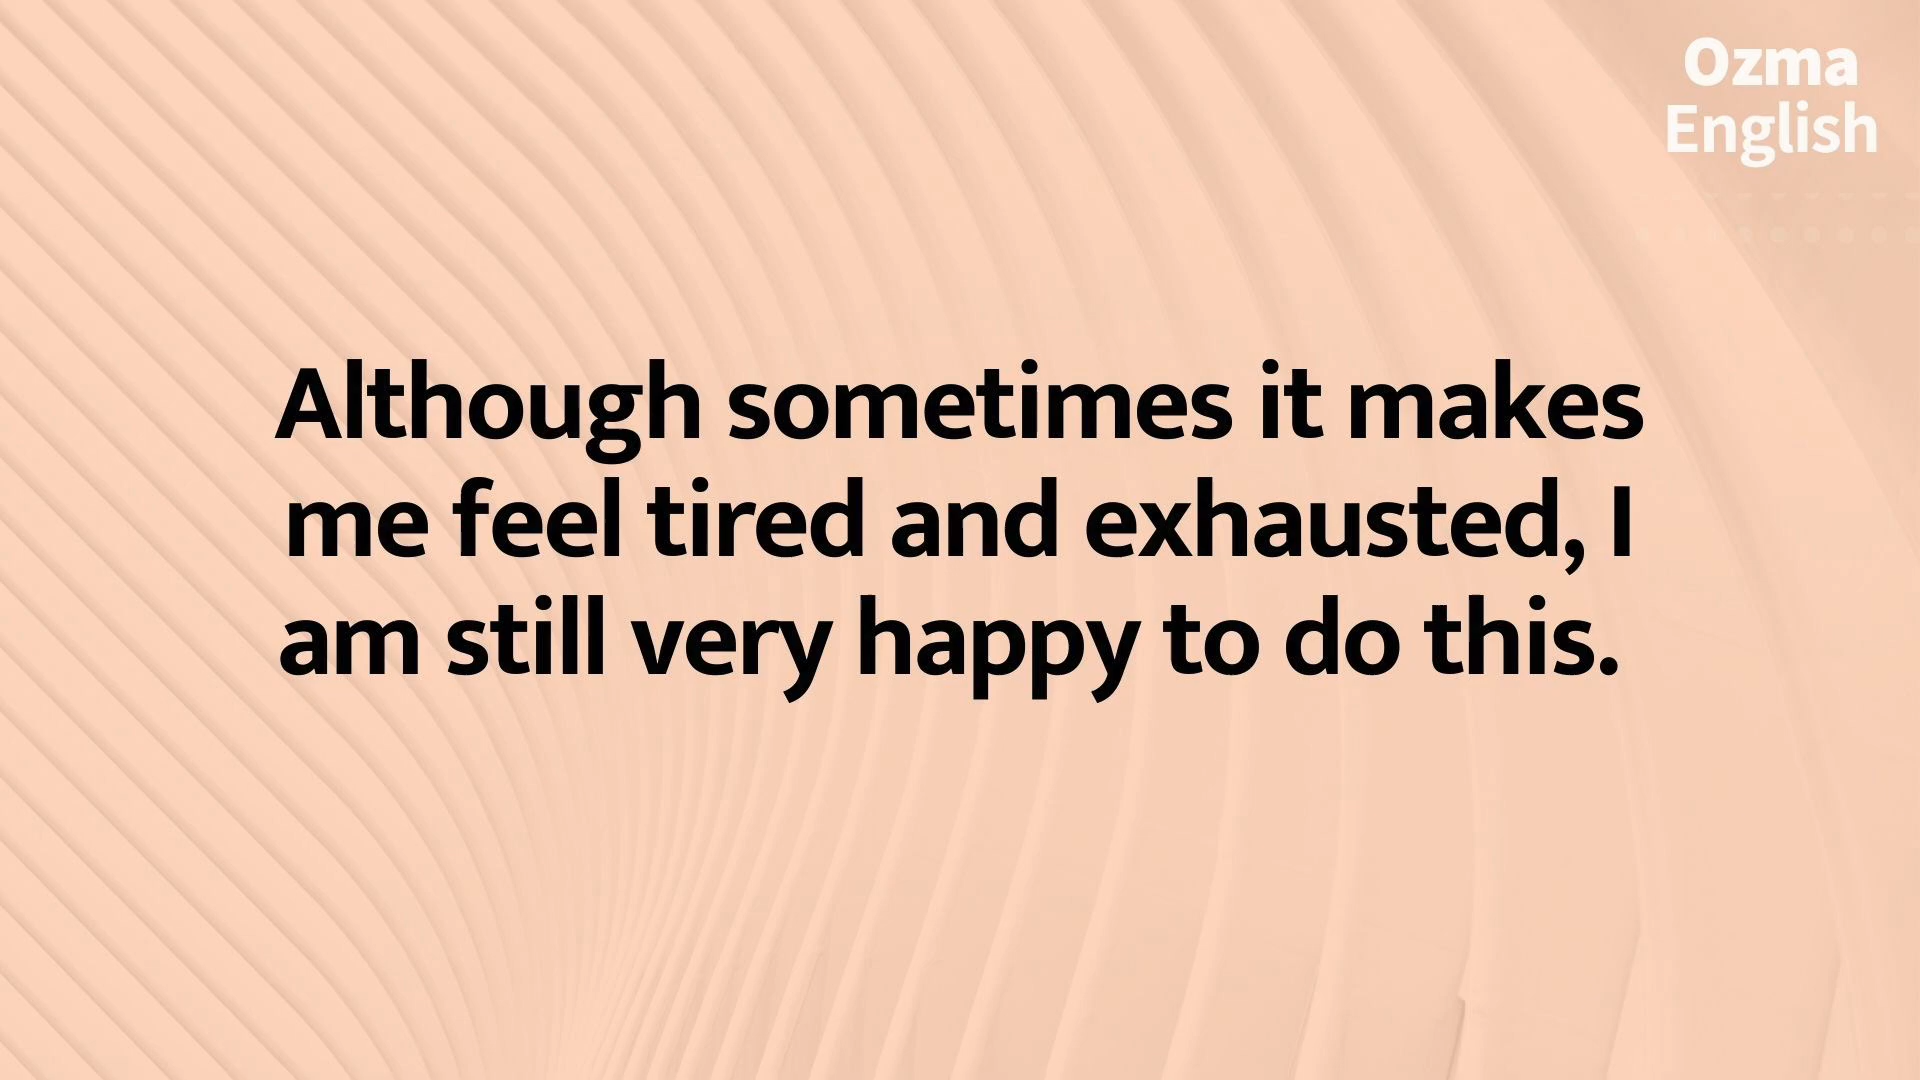 Ozma
English
Although sometimes it makes
me feel tired and exhausted, I
am still very happy to do this.